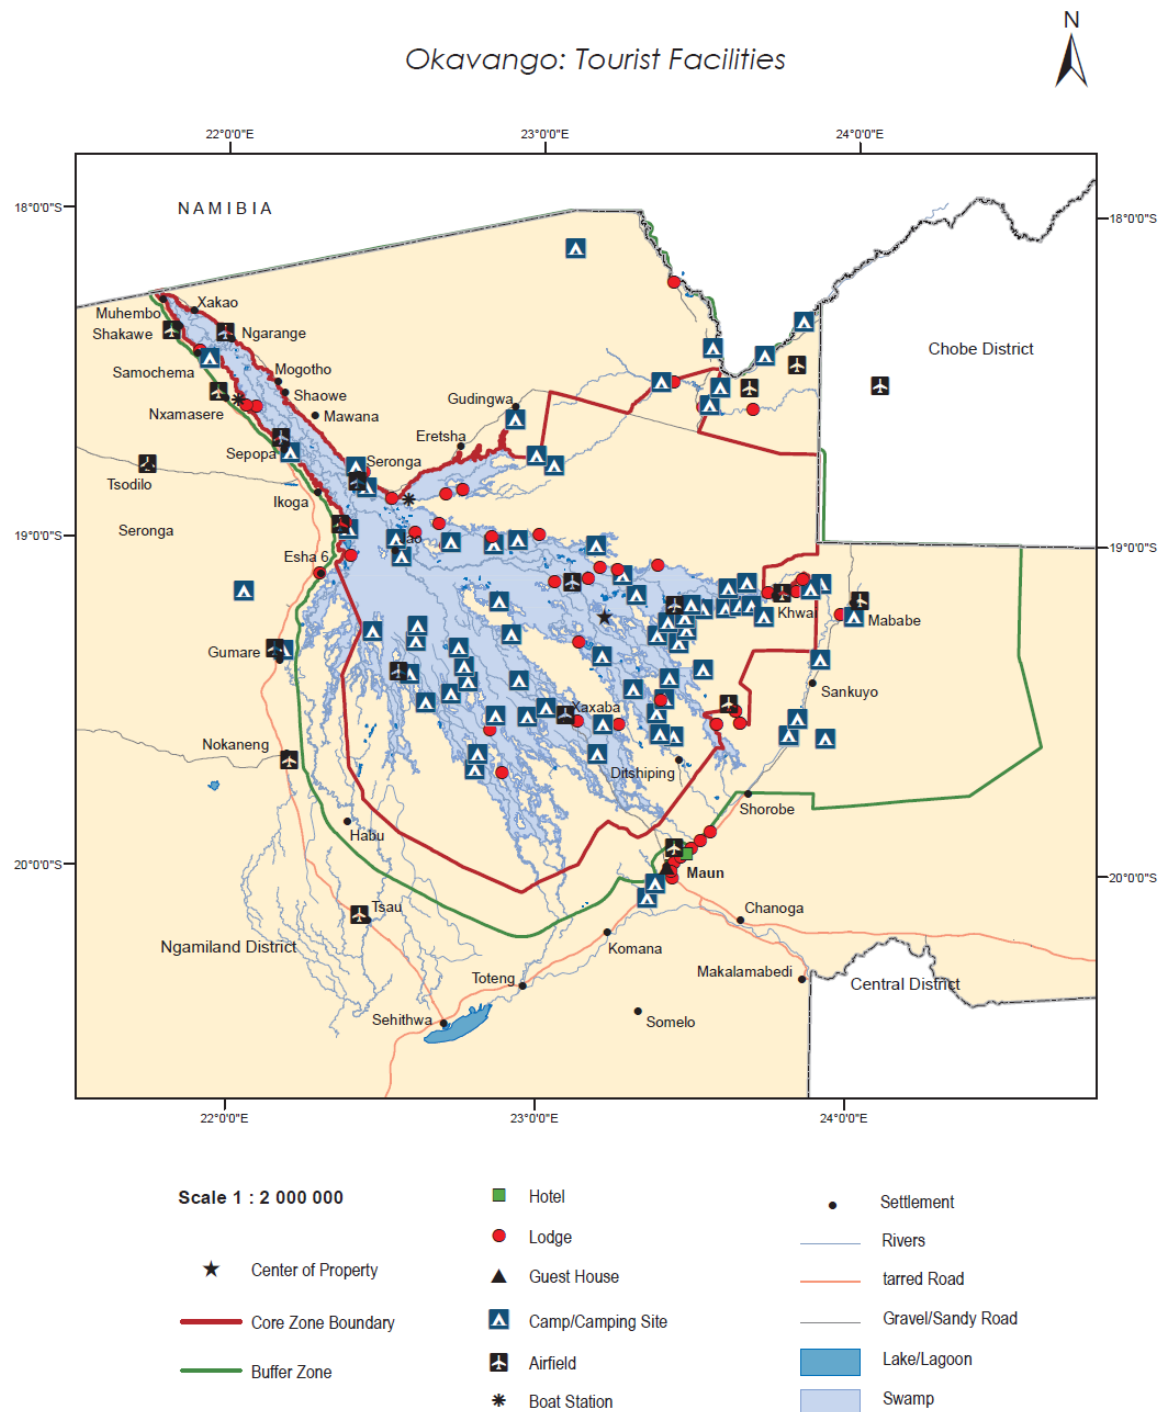 Okavango: Tourist Facilities
N
22°0'0"E
23°0'0"E
24°0'0"E
18°0'0"S
18°0'0"S
NAMIBIA
Muhembo
Xakao
Shakawe
Ngarange
Samochema
Mogotho
Shaowe
Nxamasere
Mawana
Gudingwa
Chobe District
Sepopa
Eretsha
Seronga
Tsodilo
Ikoga
Seronga
19°0'0"S
19°0'0"S
Esha 6
Khwai
Mababe
Gumare
Sankuyo
Xaxaba
Nokaneng
Ditshiping
Shorobe
Habu
20°0'0"S
20°0'0"S
Maun
Tsau
Chanoga
Ngamiland District
Komana
Toteng
Makalamabedi
Central District
Sehithwa
Somelo
22°0'0"E
23°0'0"E
24°0'0"E
Scale 1 : 2 000 000
Center of Property
Core Zone Boundary
Buffer Zone
Hotel
Lodge
Guest House
Camp/Camping Site
Airfield
Boat Station
Settlement
Rivers
tarred Road
Gravel/Sandy Road
Lake/Lagoon
Swamp